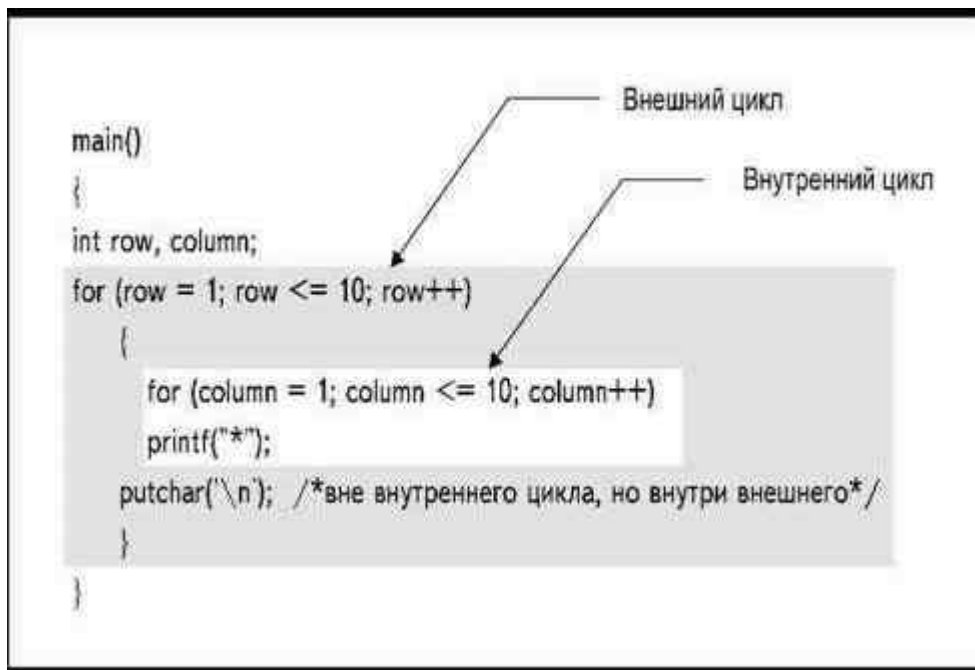 Внешний цикл
main()
Внутренний цикл
{
int row, column;
for (row = 1; row <= 10; row++)
{
for (column = 1; column <= 10; column++)
printf("*");
putchar('\n'); /*вне внутреннего цикла, но внутри внешнего*/
}
}